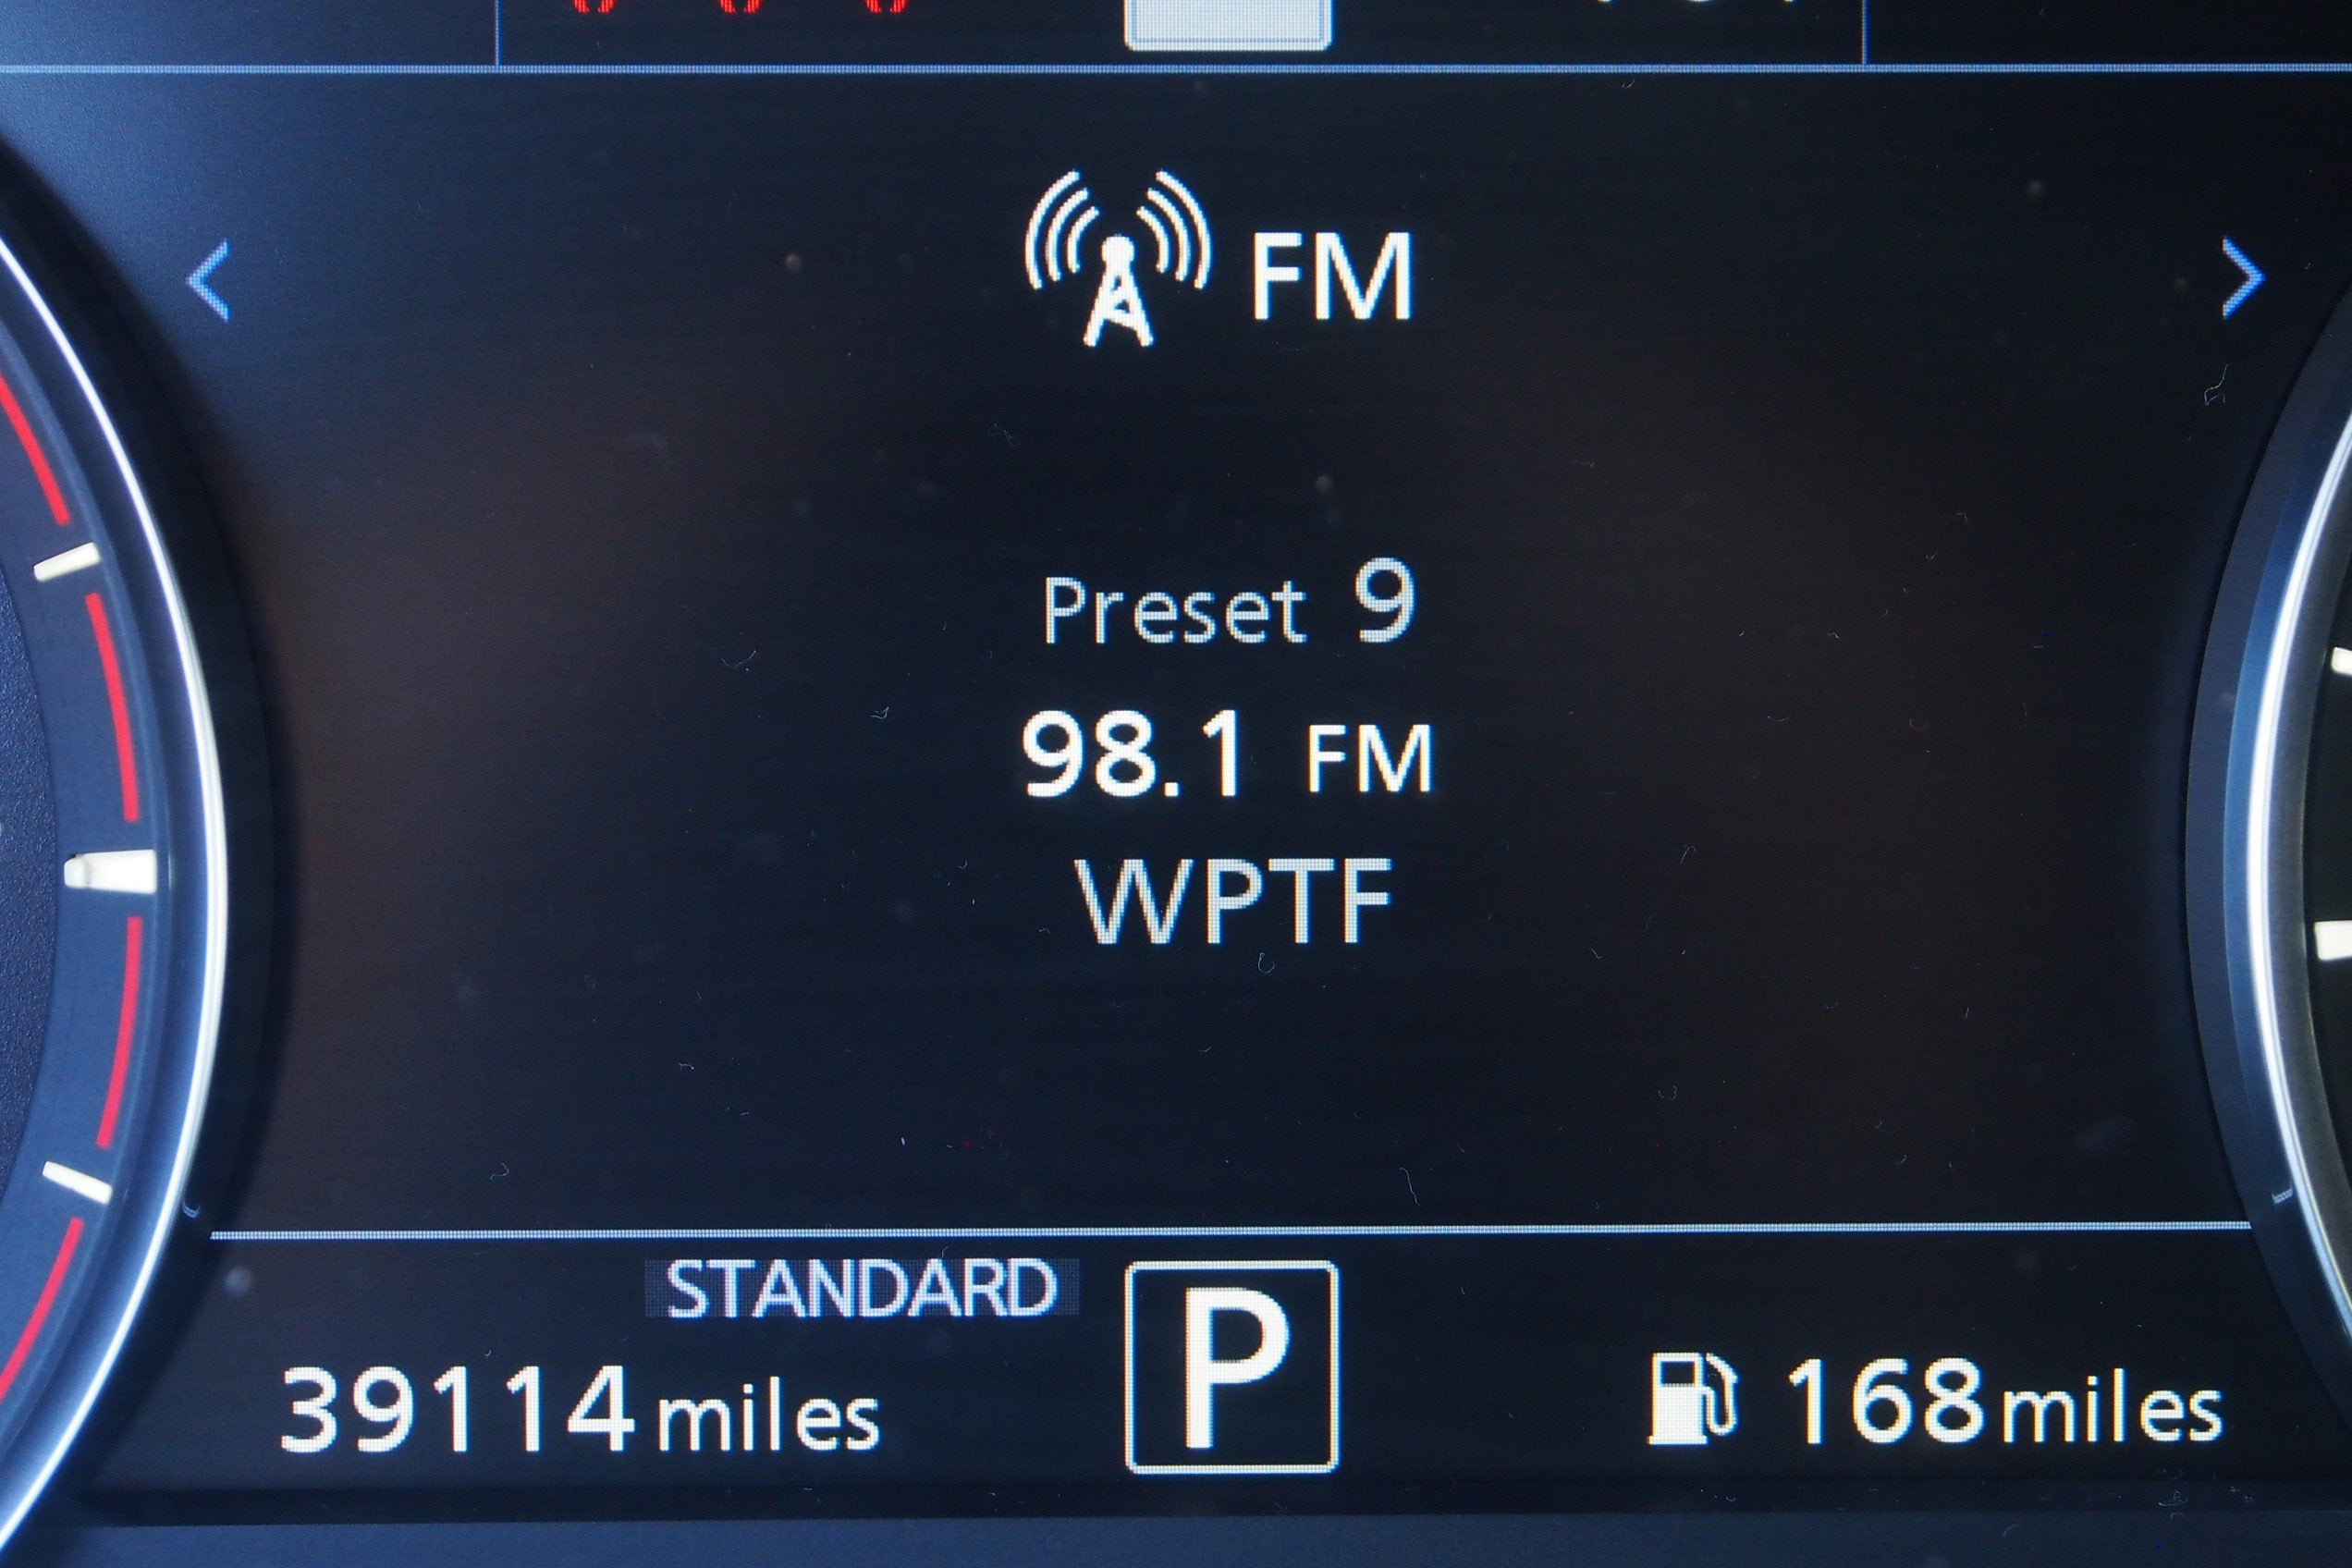 FM
Preset 9
98.1 FM
WPTF
STANDARD
P
39114 miles
168 miles